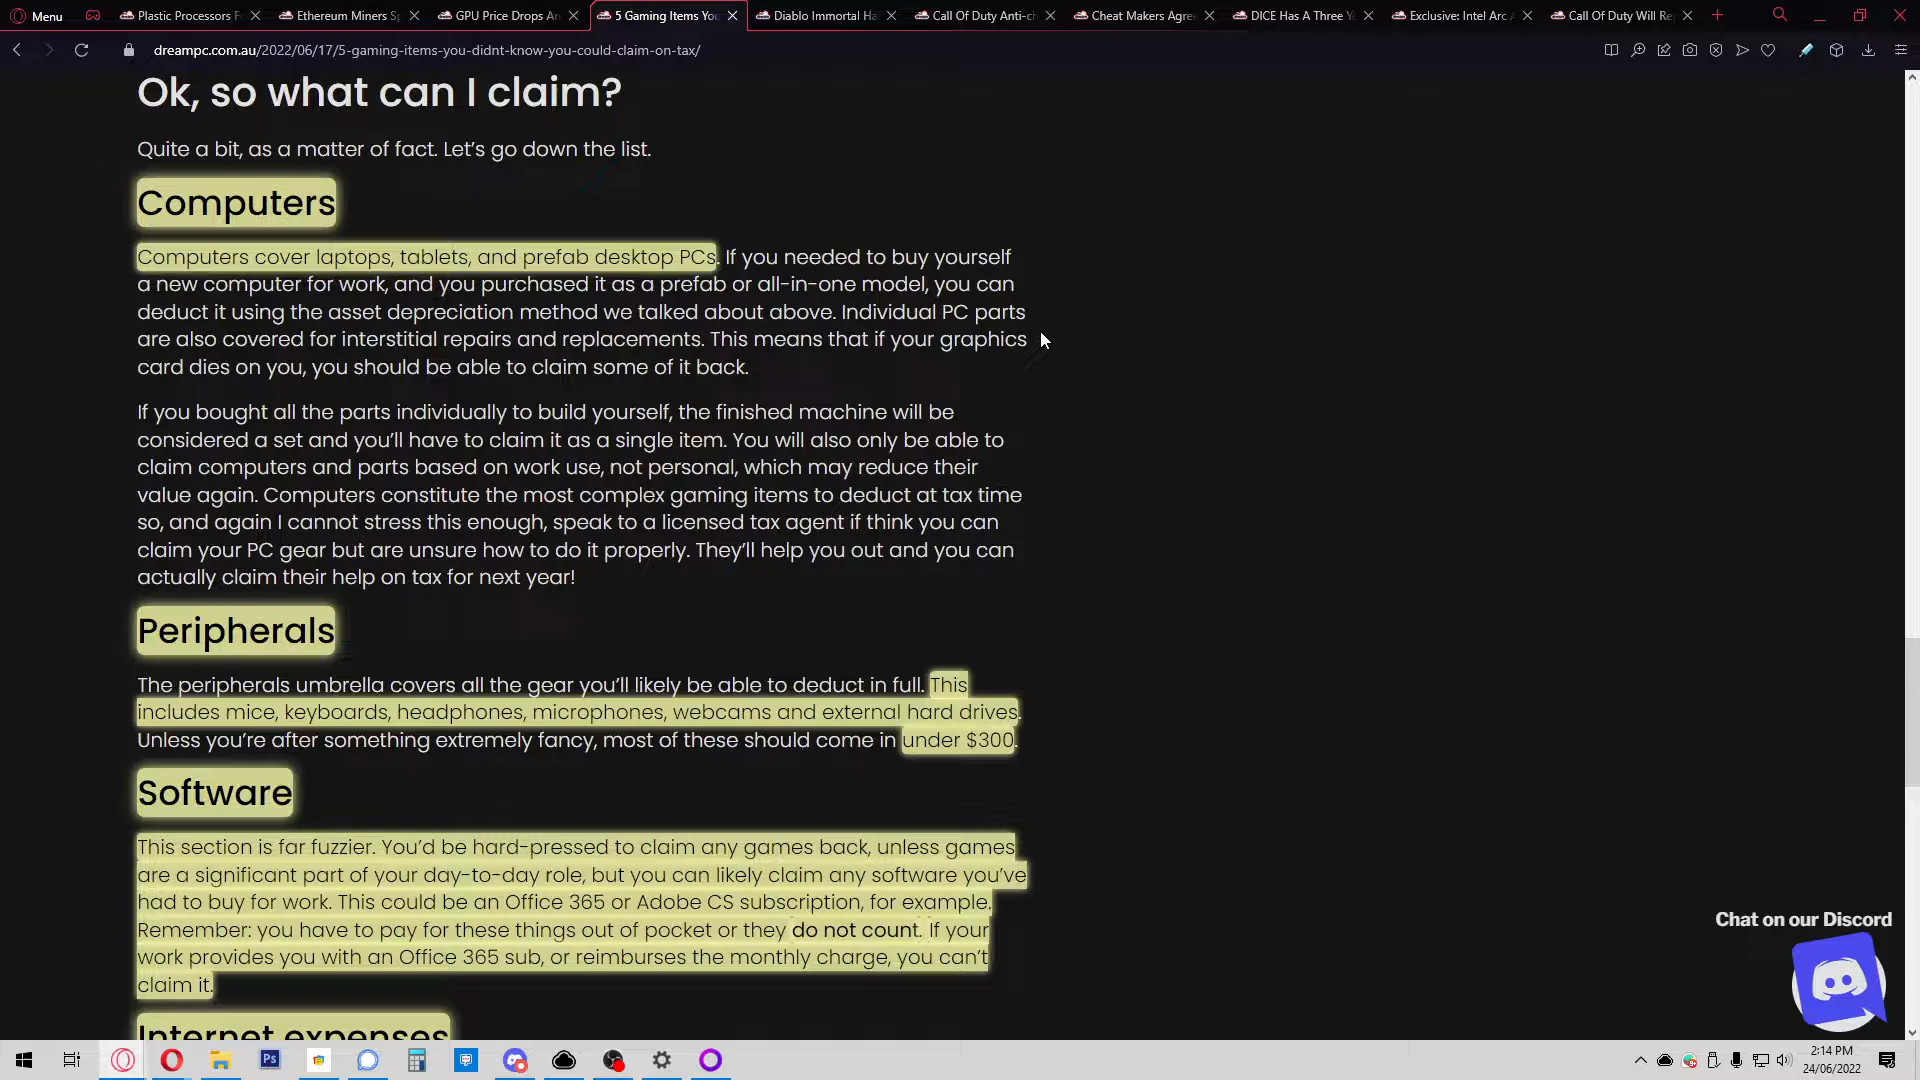 Menu
Plastic Processors F
Ethereum Miners S
GPU Price Drops An
5 Gaming Items You
Diablo Immortal Ha
Call Of Duty Anti-ch
Cheat Makers Agre
DICE Has A Three Y
Exclusive: Intel Arc
Call Of Duty Will Re
dreampc.com.au/2022/06/17/5-gaming-items-you-didnt-know-you-could-claim-on-tax/
Ok, so what can I claim?
Quite a bit, as a matter of fact. Let's go down the list.
Computers
Computers cover laptops, tablets, and prefab desktop PCs. If you needed to buy yourself
a new computer for work, and you purchased it as a prefab or all-in-one model, you can
deduct it using the asset depreciation method we talked about above. Individual PC parts
are also covered for interstitial repairs and replacements. This means that if your graphics
card dies on you, you should be able to claim some of it back.
If you bought all the parts individually to build yourself, the finished machine will be
considered a set and you'll have to claim it as a single item. You will also only be able to
claim computers and parts based on work use, not personal, which may reduce their
value again. Computers constitute the most complex gaming items to deduct at tax time
so, and again I cannot stress this enough, speak to a licensed tax agent if think you can
claim your PC gear but are unsure how to do it properly. They'll help you out and you can
actually claim their help on tax for next year!
Peripherals
The peripherals umbrella covers all the gear you'll likely be able to deduct in full. This
includes mice, keyboards, headphones, microphones, webcams and external hard drives.
Unless you're after something extremely fancy, most of these should come in under $300.
Software
This section is far fuzzier. You'd be hard-pressed to claim any games back, unless games
are a significant part of your day-to-day role, but you can likely claim any software you've
had to buy for work. This could be an Office 365 or Adobe CS subscription, for example.
Remember: you have to pay for these things out of pocket or they do not count. If your
work provides you with an Office 365 sub, or reimburses the monthly charge, you can't
claim it.
Internet expenses
Chat on our Discord
Ps
2:14 PM
24/06/2022